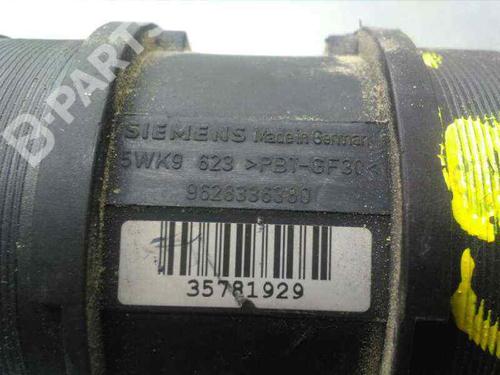 B-PARTS
SIEMENS Made in Germany
5WK9 623 >PBT-GF30<
9628336380
35781929